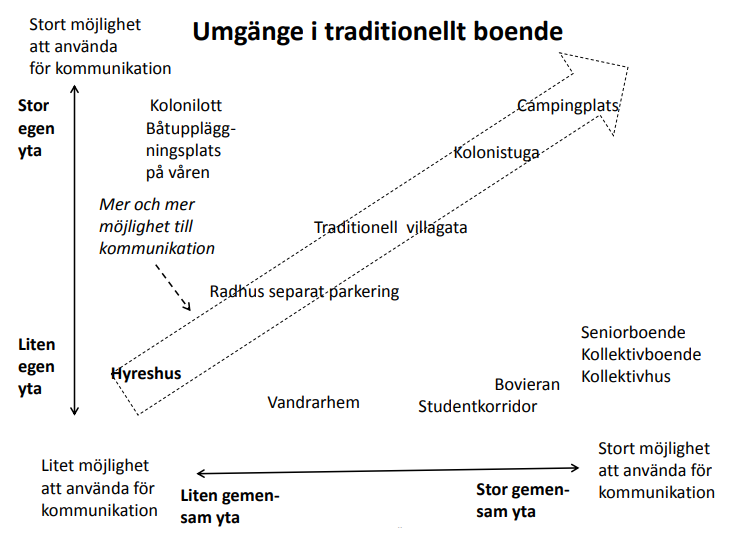 Umgänge i traditionellt boende
Stort möjlighet
att använda
för kommunikation
Stor
egen
yta
Kolonilott
Båtupplägg-
ningsplats
på våren
Campingplats
Kolonistuga
Mer och mer
möjlighet till
kommunikation
Traditionell villagata
Radhus separat parkering
Liten
egen
yta
Hyreshus
Seniorboende
Kollektivboende
Kollektivhus
Bovieran
Vandrarhem
Studentkorridor
Litet möjlighet
att använda för
kommunikation
Liten gemen-
sam yta
Stor gemen-
sam yta
Stort möjlighet
att använda för
kommunikation